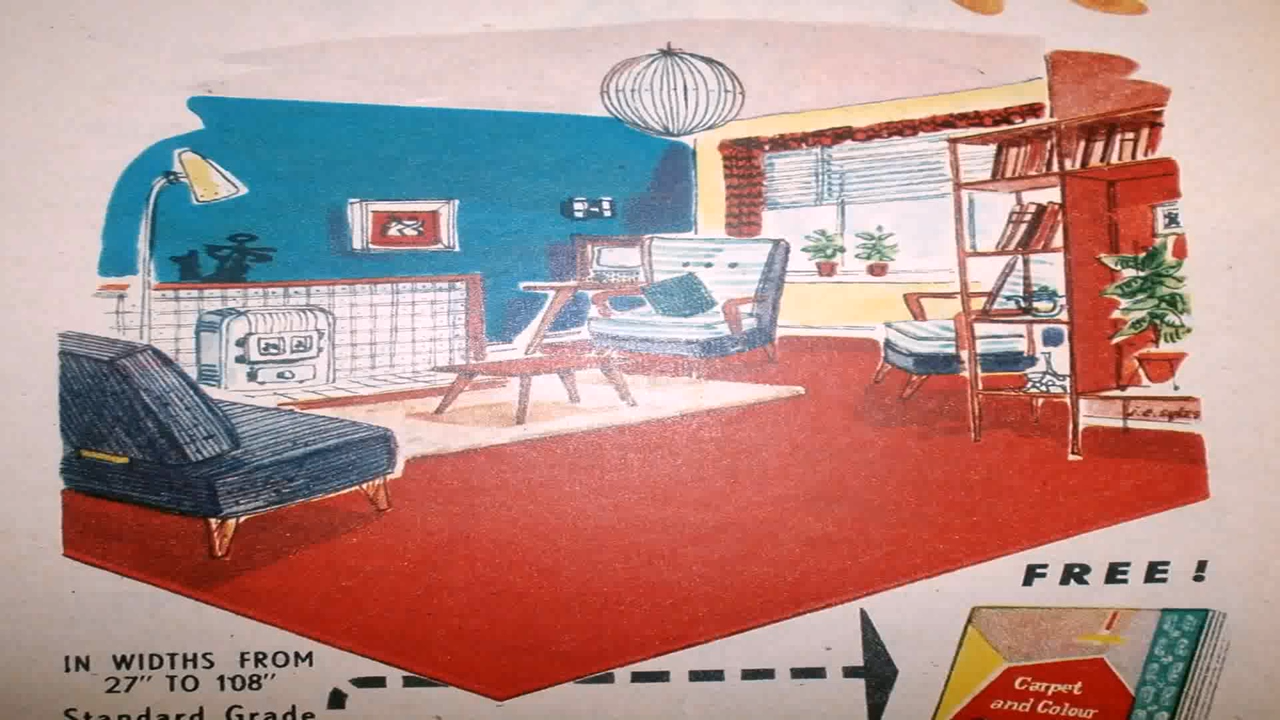 FREE!
IN WIDTHS FROM
27" TO 108"
Standard Grade
Carpet
and Colour